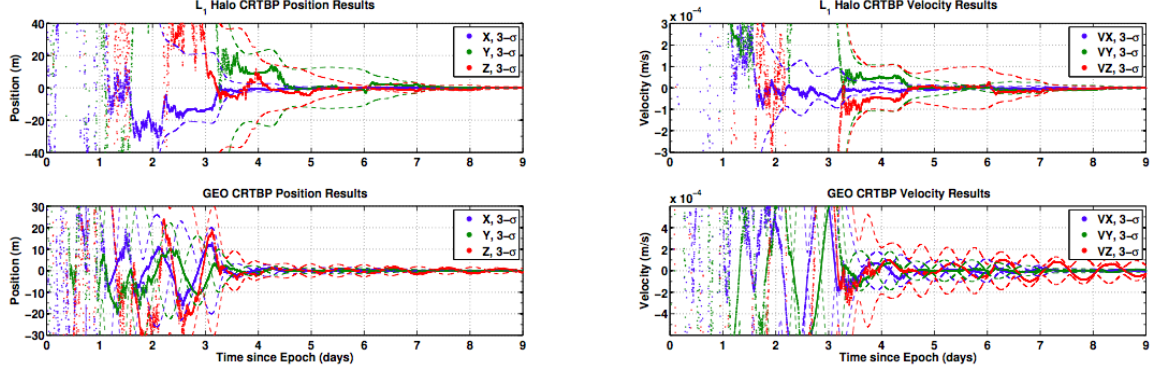 L1 Halo CRTBP Position Results
Position (m)
40
20
0
−20
−40
0 1 2 3 4 5 6 7 8 9
X, 3−σ
Y, 3−σ
Z, 3−σ
L1 Halo CRTBP Velocity Results
Velocity (m/s)
x 10−4
3
2
1
0
−1
−2
−3
0 1 2 3 4 5 6 7 8 9
VX, 3−σ
VY, 3−σ
VZ, 3−σ
GEO CRTBP Position Results
Position (m)
30
20
10
0
−10
−20
−30
0 1 2 3 4 5 6 7 8 9
Time since Epoch (days)
X, 3−σ
Y, 3−σ
Z, 3−σ
GEO CRTBP Velocity Results
Velocity (m/s)
x 10−4
4
2
0
−2
−4
0 1 2 3 4 5 6 7 8 9
Time since Epoch (days)
VX, 3−σ
VY, 3−σ
VZ, 3−σ